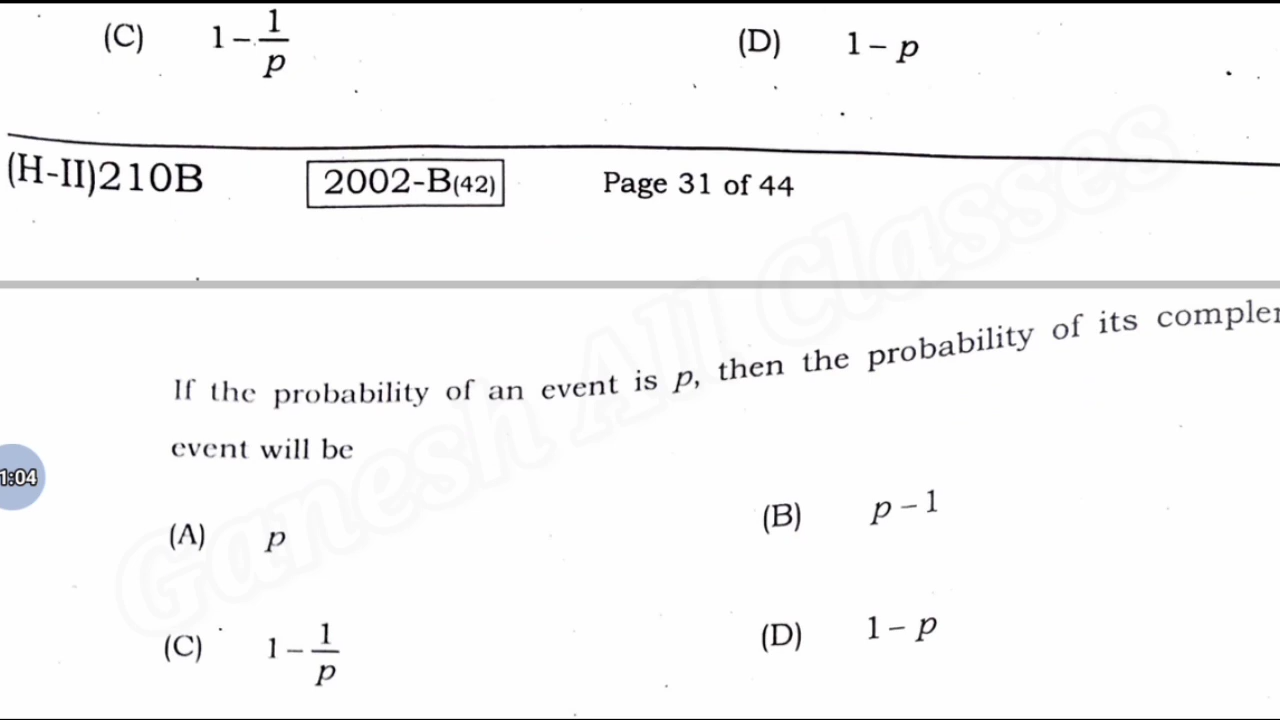 (C) 1 - 1/p (D) 1 - p
(H-II)210B 2002-B(42) Page 31 of 44
If the probability of an event is p, then the probability of its
event will be
(A) p (B) p - 1
(C) 1 - 1/p (D) 1 - p
1:04
Ganesh All Classes